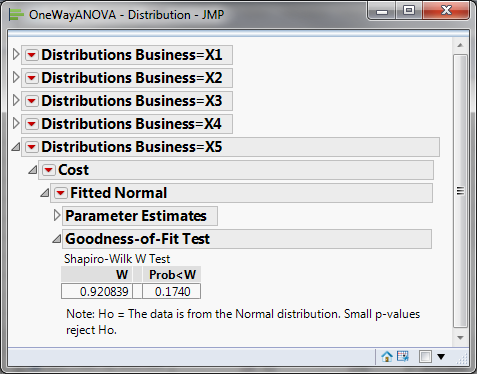 OneWayANOVA - Distribution - JMP
Distributions Business=X1
Distributions Business=X2
Distributions Business=X3
Distributions Business=X4
Distributions Business=X5
Cost
Fitted Normal
Parameter Estimates
Goodness-of-Fit Test
Shapiro-Wilk W Test
W Prob<W
0.920839 0.1740
Note: Ho = The data is from the Normal distribution. Small p-values
reject Ho.